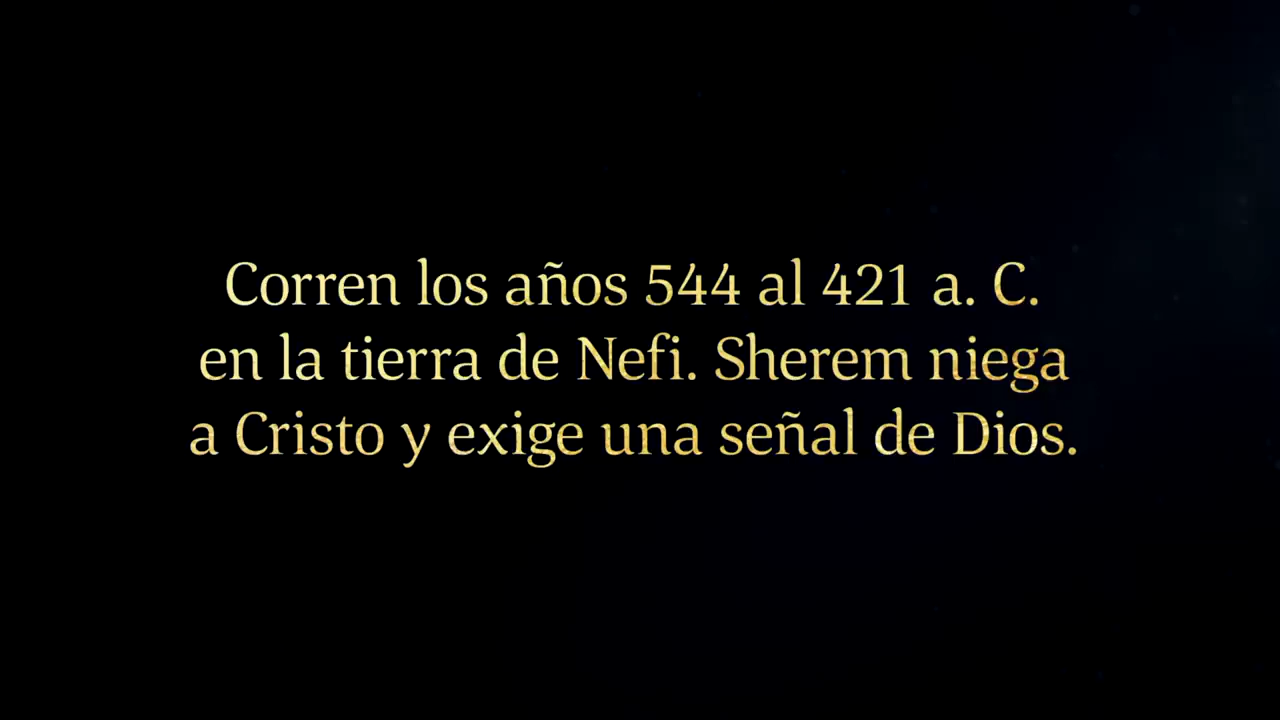 Corren los años 544 al 421 a. C.
en la tierra de Nefi. Sherem niega
a Cristo y exige una señal de Dios.